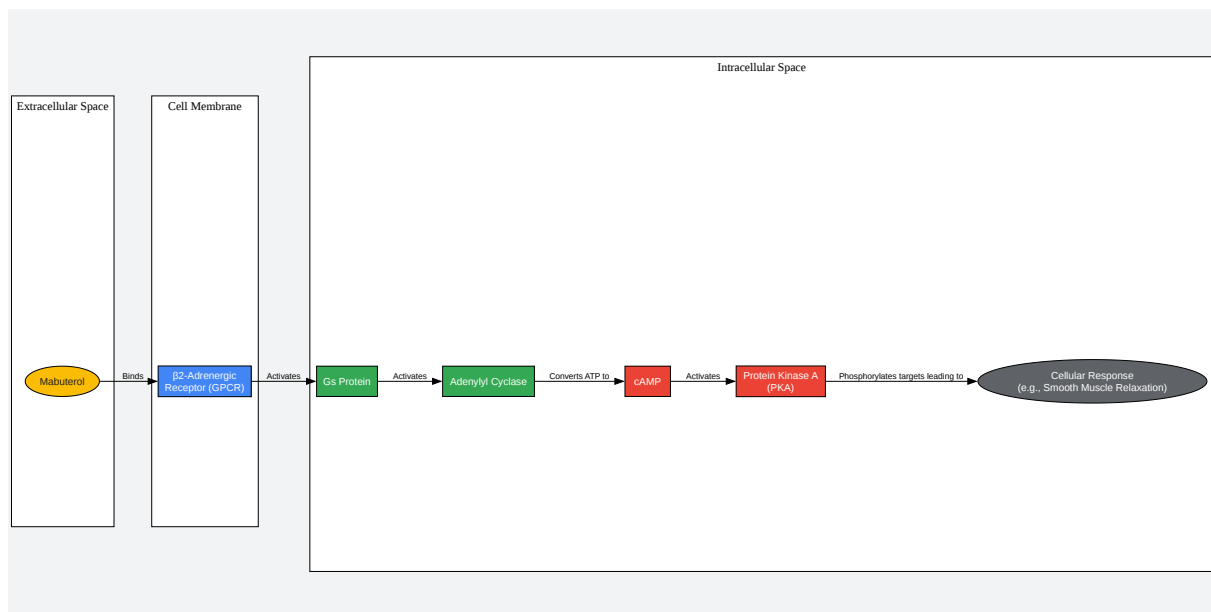 Intracellular Space
Extracellular Space
Cell Membrane
Mabuterol
Binds
β2-Adrenergic
Receptor (GPCR)
Activates
Gs Protein
Activates
Adenylyl Cyclase
Converts ATP to
cAMP
Activates
Protein Kinase A
(PKA)
Phosphorylates targets leading to
Cellular Response
(e.g., Smooth Muscle Relaxation)